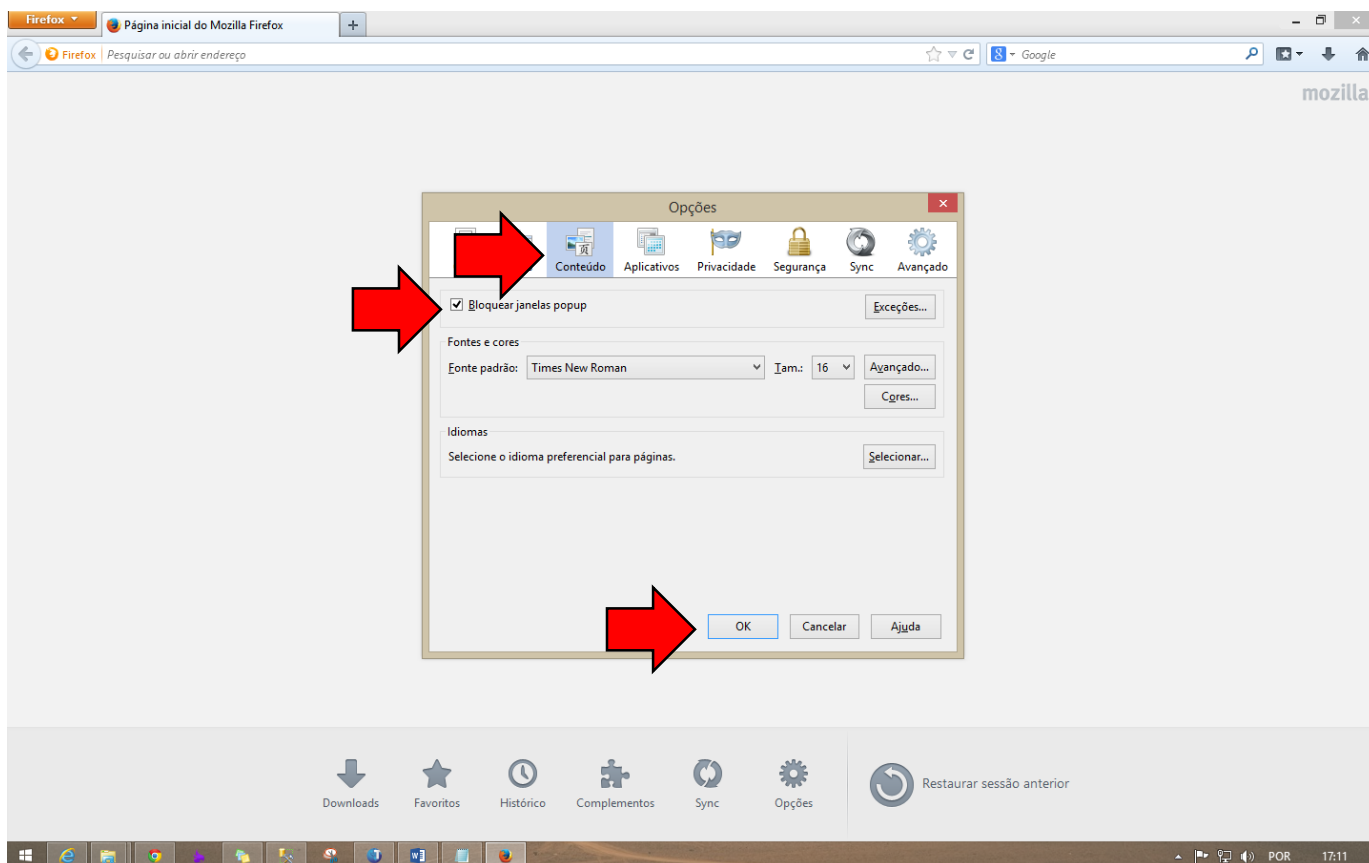 Firefox
Página inicial do Mozilla Firefox
Firefox Pesquisar ou abrir endereço
Google
mozilla
Opções
Conteúdo Aplicativos Privacidade Segurança Sync Avançado
Bloquear janelas popup
Exceções...
Fontes e cores
Fonte padrão: Times New Roman Tam.: 16 Avançado...
Cores...
Idiomas
Selecione o idioma preferencial para páginas. Selecionar...
OK Cancelar Ajuda
Downloads Favoritos Histórico Complementos Sync Opções
Restaurar sessão anterior
POR 17:11